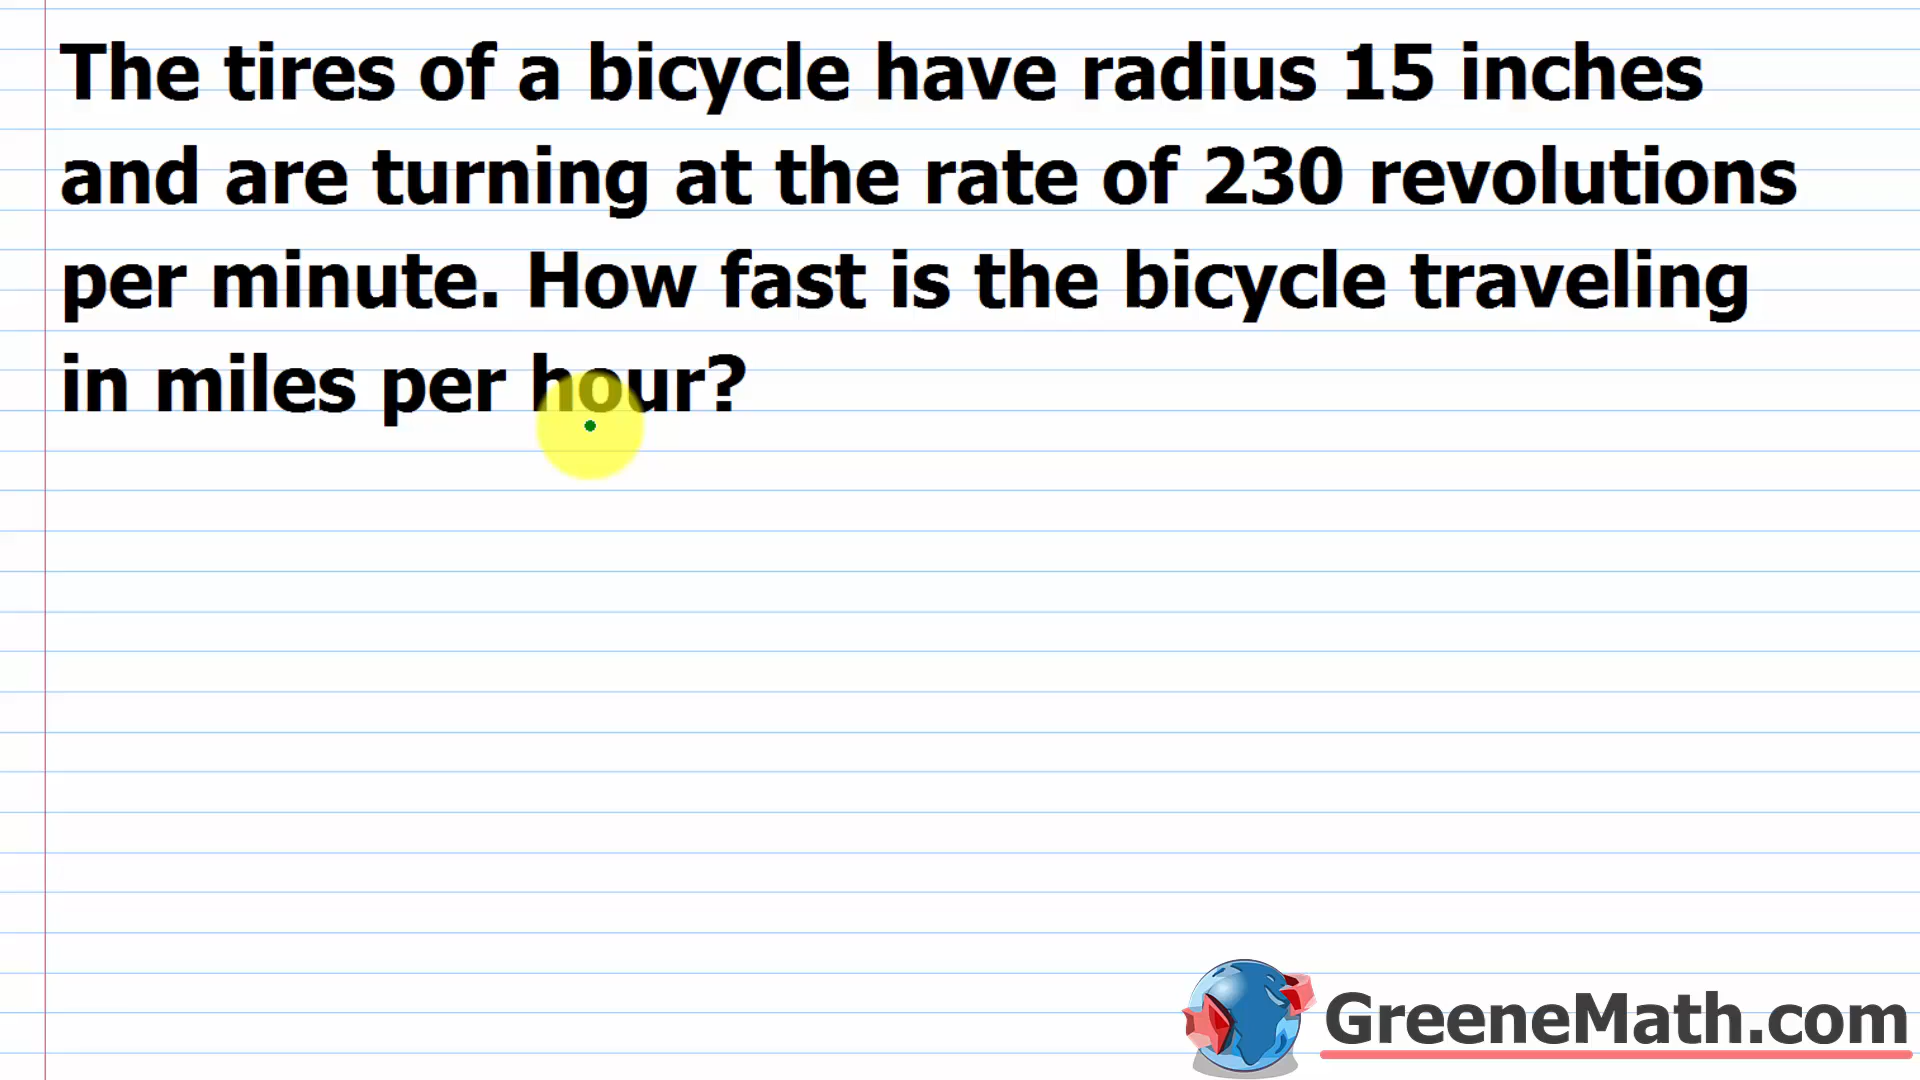 The tires of a bicycle have radius 15 inches
and are turning at the rate of 230 revolutions
per minute. How fast is the bicycle traveling
in miles per hour?
GreeneMath.com